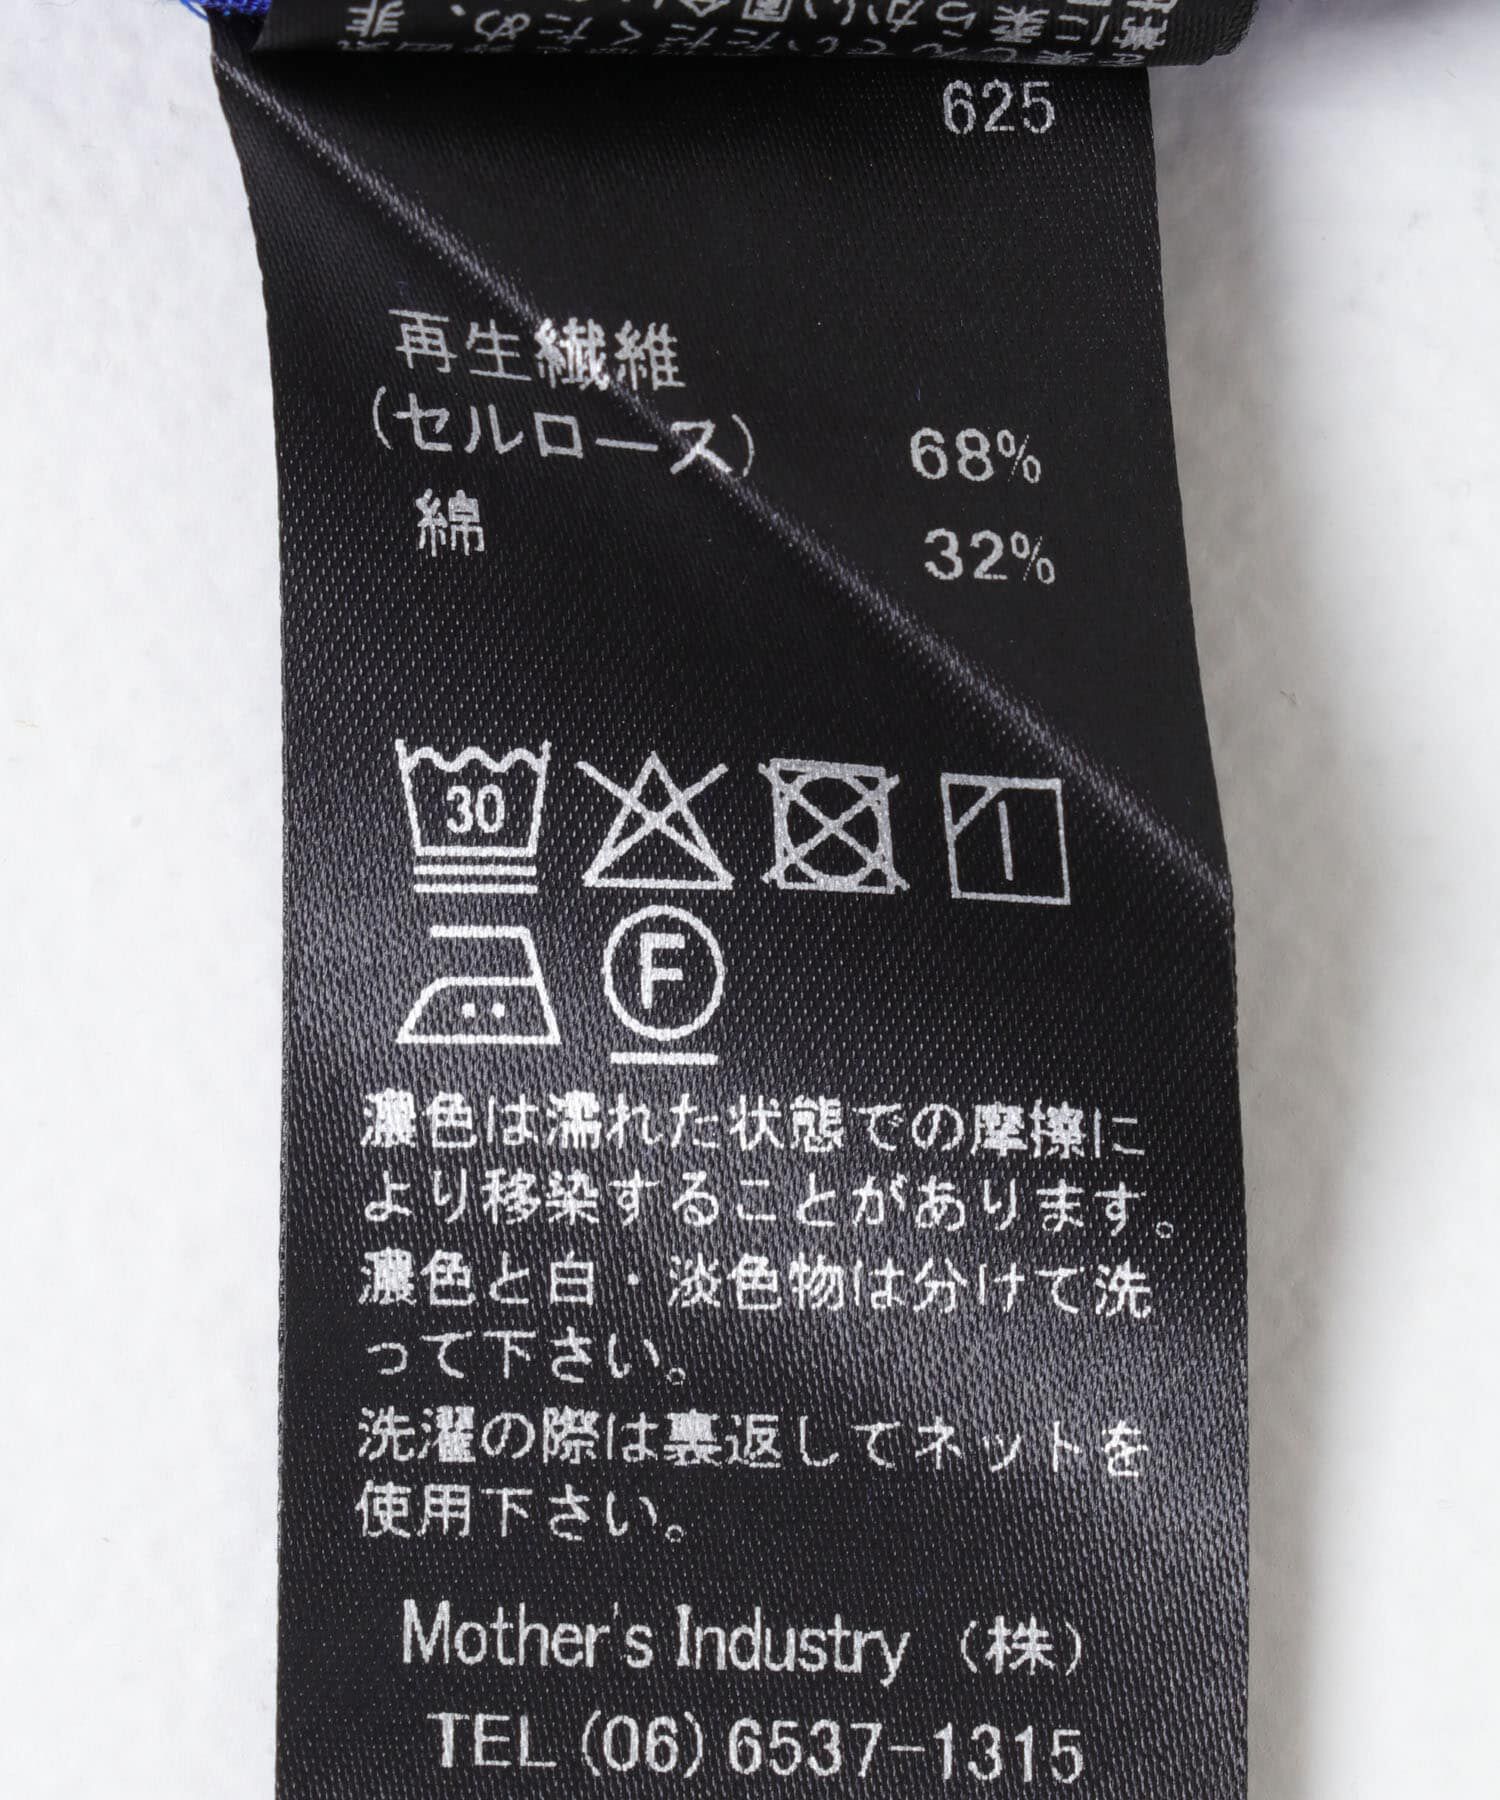 625
再生繊維
(セルロース) 68%
綿 32%
30
F
濃色は濡れた状態での摩擦に
より移染することがあります。
濃色と白・淡色物は分けて洗
って下さい。
洗濯の際は裏返してネットを
使用下さい。
Mother's Industry (株)
TEL (06) 6537-1315